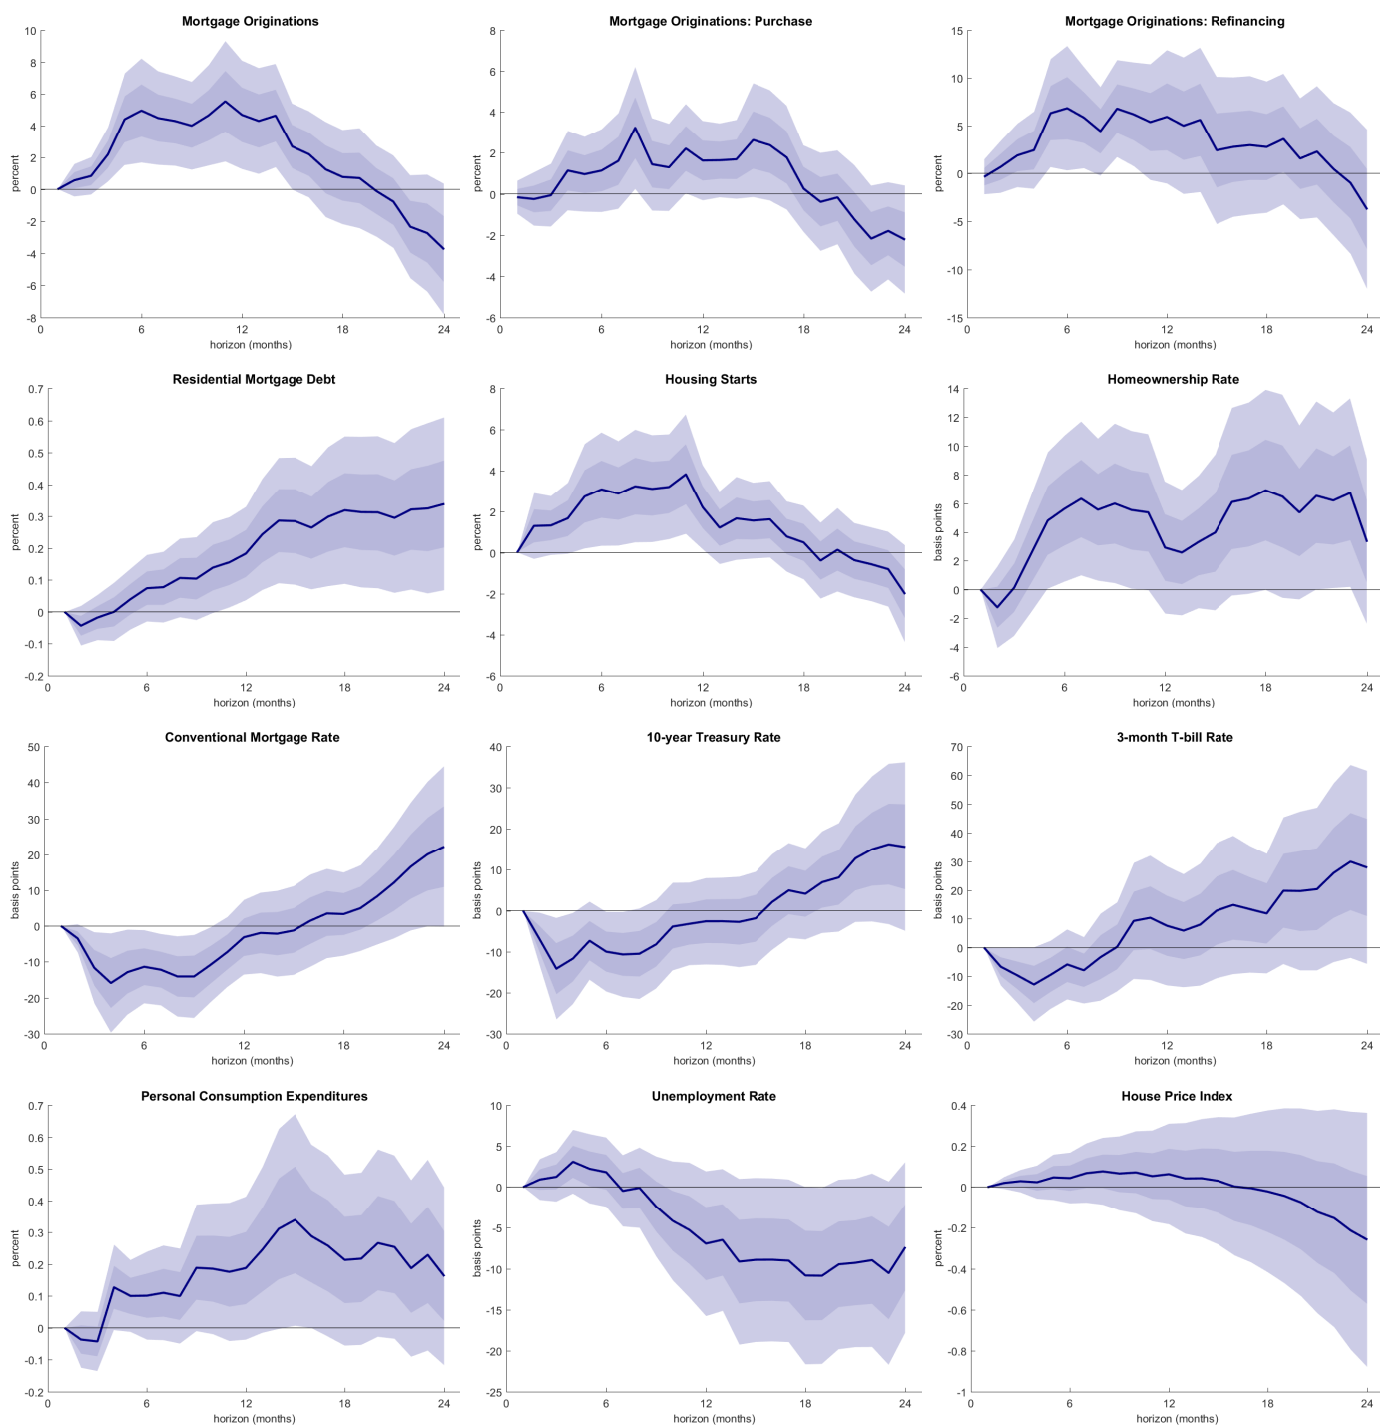 Mortgage Originations
10
8
6
4
2
0
-2
-4
-6
-8
percent
0 6 12 18 24
horizon (months)
Mortgage Originations: Purchase
8
6
4
2
0
-2
-4
-6
percent
0 6 12 18 24
horizon (months)
Mortgage Originations: Refinancing
15
10
5
0
-5
-10
-15
percent
0 6 12 18 24
horizon (months)
Residential Mortgage Debt
0.7
0.6
0.5
0.4
0.3
0.2
0.1
0
-0.1
-0.2
percent
0 6 12 18 24
horizon (months)
Housing Starts
8
6
4
2
0
-2
-4
-6
percent
0 6 12 18 24
horizon (months)
Homeownership Rate
14
12
10
8
6
4
2
0
-2
-4
-6
basis points
0 6 12 18 24
horizon (months)
Conventional Mortgage Rate
50
40
30
20
10
0
-10
-20
-30
basis points
0 6 12 18 24
horizon (months)
10-year Treasury Rate
40
30
20
10
0
-10
-20
-30
basis points
0 6 12 18 24
horizon (months)
3-month T-bill Rate
70
60
50
40
30
20
10
0
-10
-20
-30
basis points
0 6 12 18 24
horizon (months)
Personal Consumption Expenditures
0.7
0.6
0.5
0.4
0.3
0.2
0.1
0
-0.1
-0.2
percent
0 6 12 18 24
horizon (months)
Unemployment Rate
10
5
0
-5
-10
-15
-20
-25
basis points
0 6 12 18 24
horizon (months)
House Price Index
0.4
0.2
0
-0.2
-0.4
-0.6
-0.8
-1
percent
0 6 12 18 24
horizon (months)